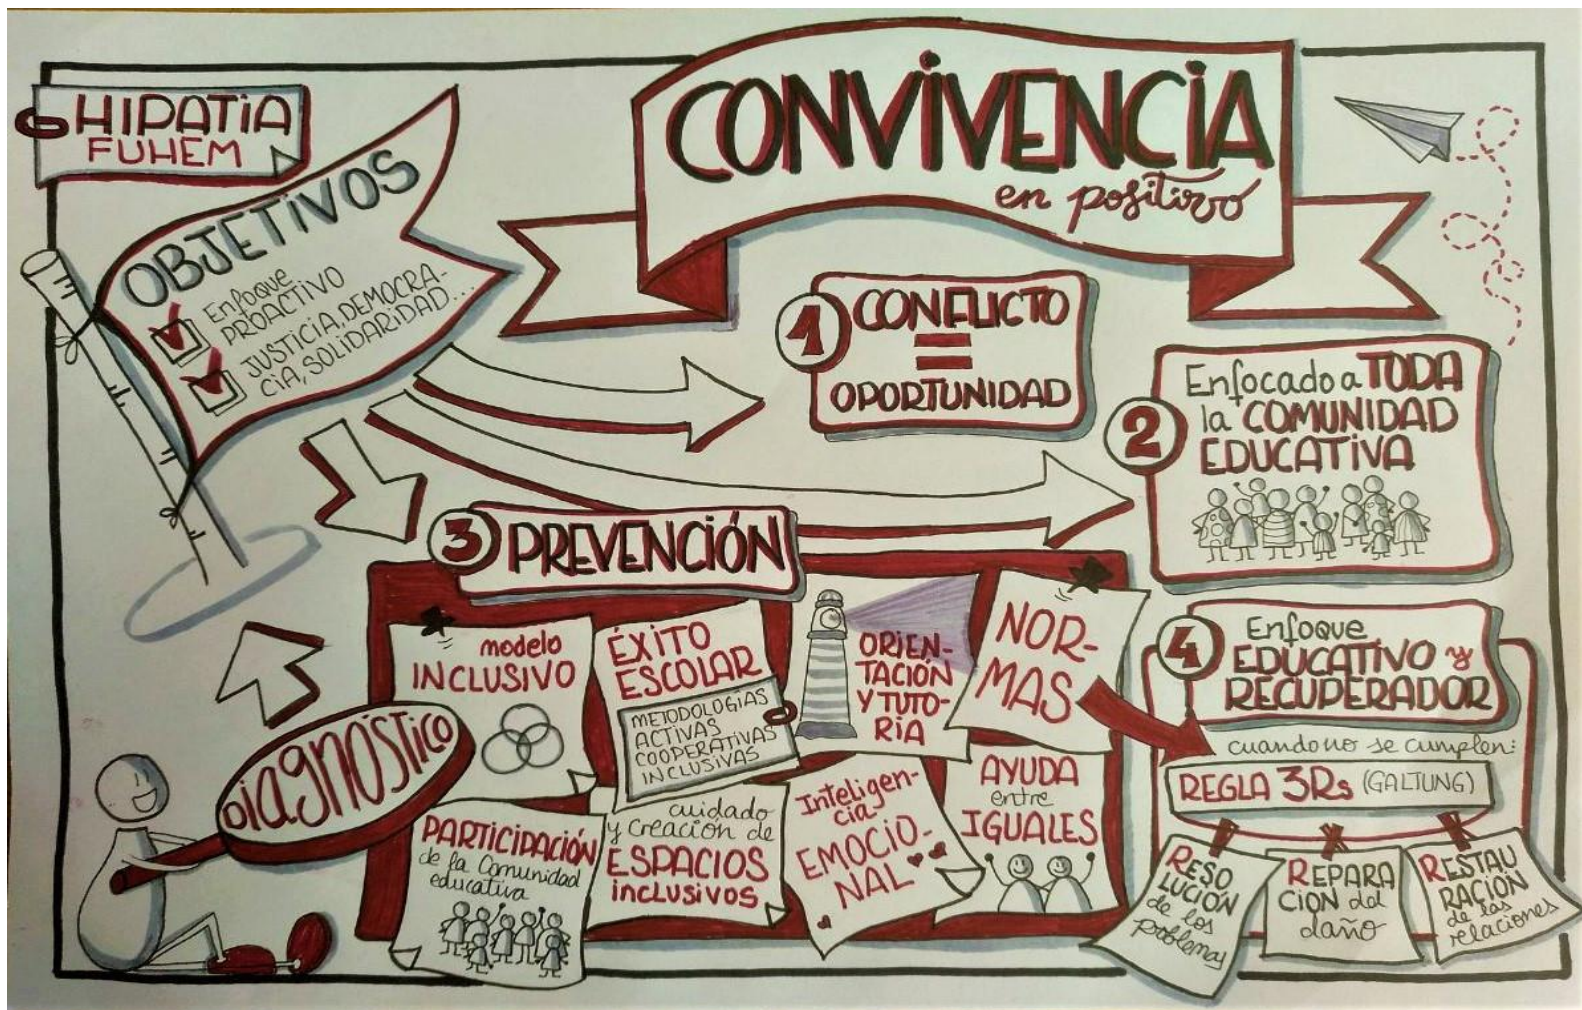 HIPATIA
FUHEM
CONVIVENCIA
en positivo
OBJETIVOS
Enfoque
PROACTIVO
JUSTICIA, DEMOCRA-
CIA, SOLIDARIDAD...
1
CONFLICTO
=
OPORTUNIDAD
2
Enfocado a TODA
la COMUNIDAD
EDUCATIVA
3
PREVENCIÓN
modelo
INCLUSIVO
ÉXITO
ESCOLAR
METODOLOGÍAS
ACTIVAS
COOPERATIVAS
INCLUSIVAS
ORIEN-
TACIÓN
Y TUTO-
RIA
NOR-
MAS
DIAGNÓSTICO
PARTICIPACIÓN
de la Comunidad
educativa
cuidado
y creación de
ESPACIOS
inclusivos
Inteligen-
cia
EMOCIO-
NAL
AYUDA
entre
IGUALES
4
Enfoque
EDUCATIVO y
RECUPERADOR
cuando no se cumplen:
REGLA 3Rs (GALTUNG)
RESO
LUCIÓN
de los
problemas
REPARA
CION del
daño
RESTAU
RACIÓN
de las
relaciones